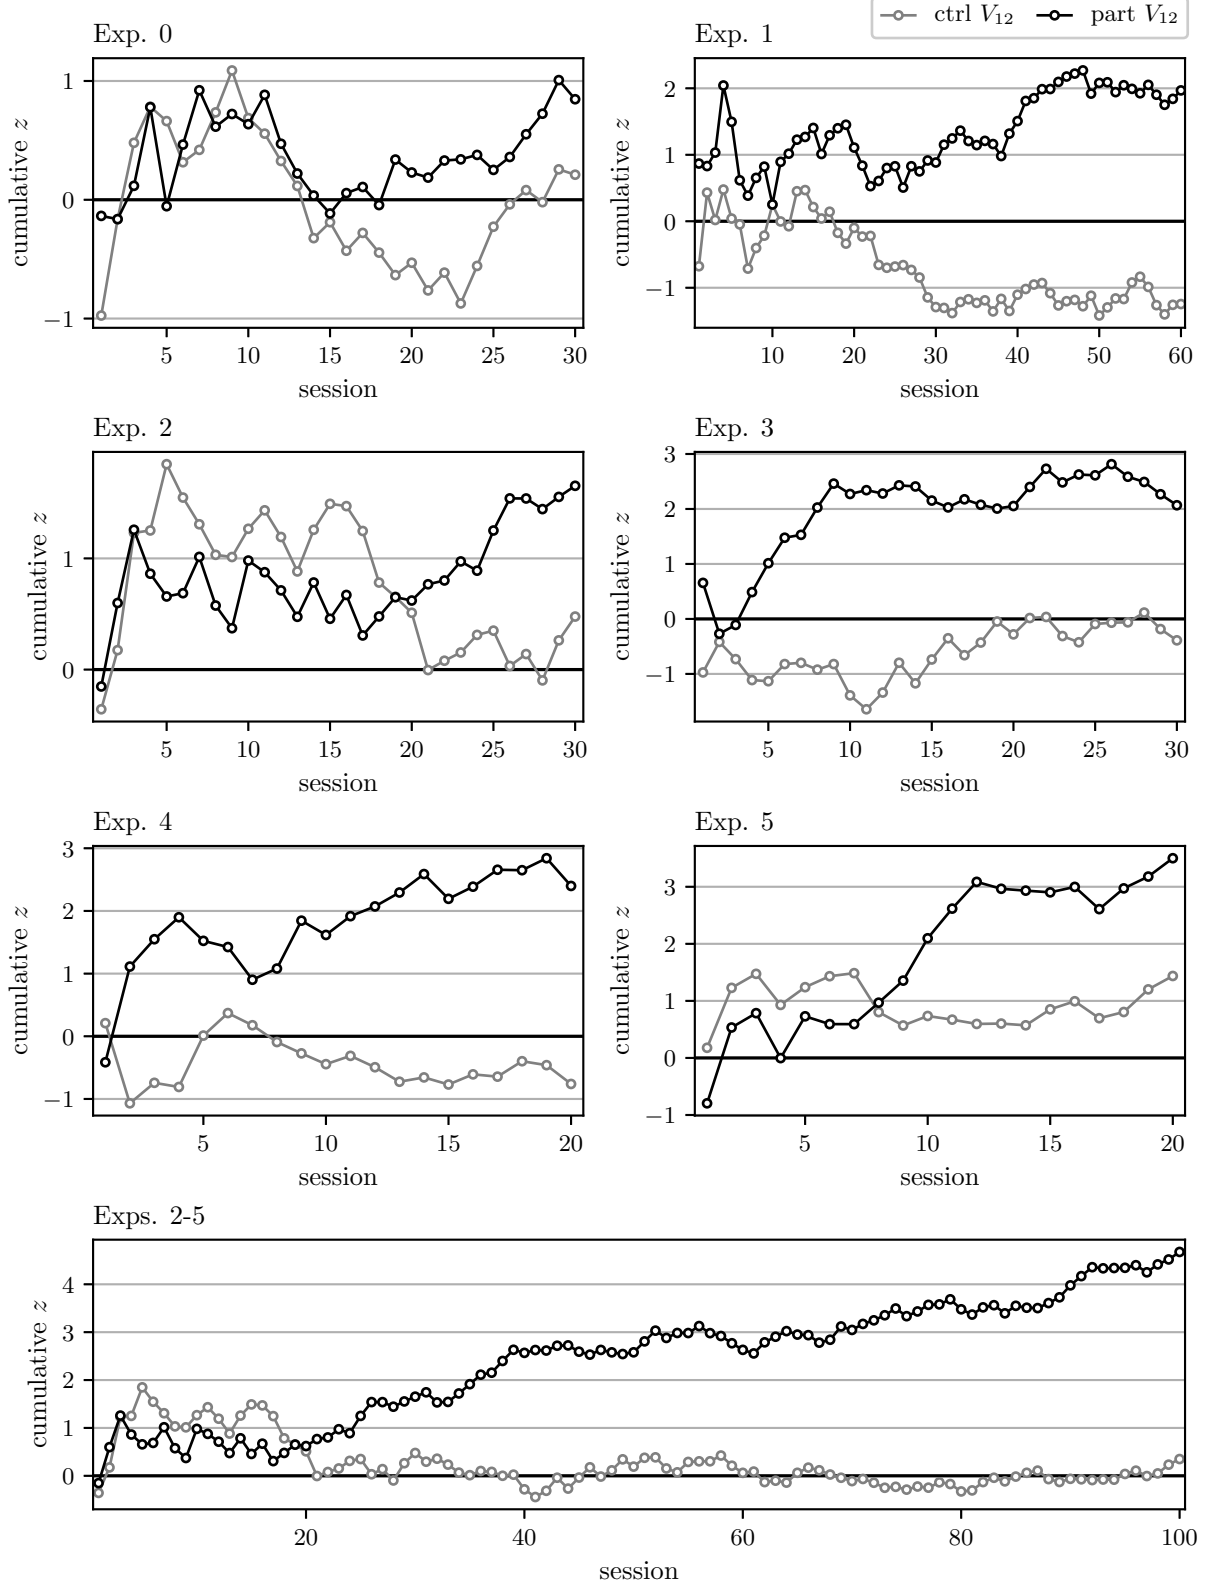 ctrl V12 part V12
Exp. 0
1
0
−1
cumulative z
5 10 15 20 25 30
session
Exp. 1
2
1
0
−1
cumulative z
10 20 30 40 50 60
session
Exp. 2
1
0
cumulative z
5 10 15 20 25 30
session
Exp. 3
3
2
1
0
−1
cumulative z
5 10 15 20 25 30
session
Exp. 4
3
2
1
0
−1
cumulative z
5 10 15 20
session
Exp. 5
3
2
1
0
−1
cumulative z
5 10 15 20
session
Exps. 2-5
4
3
2
1
0
cumulative z
20 40 60 80 100
session